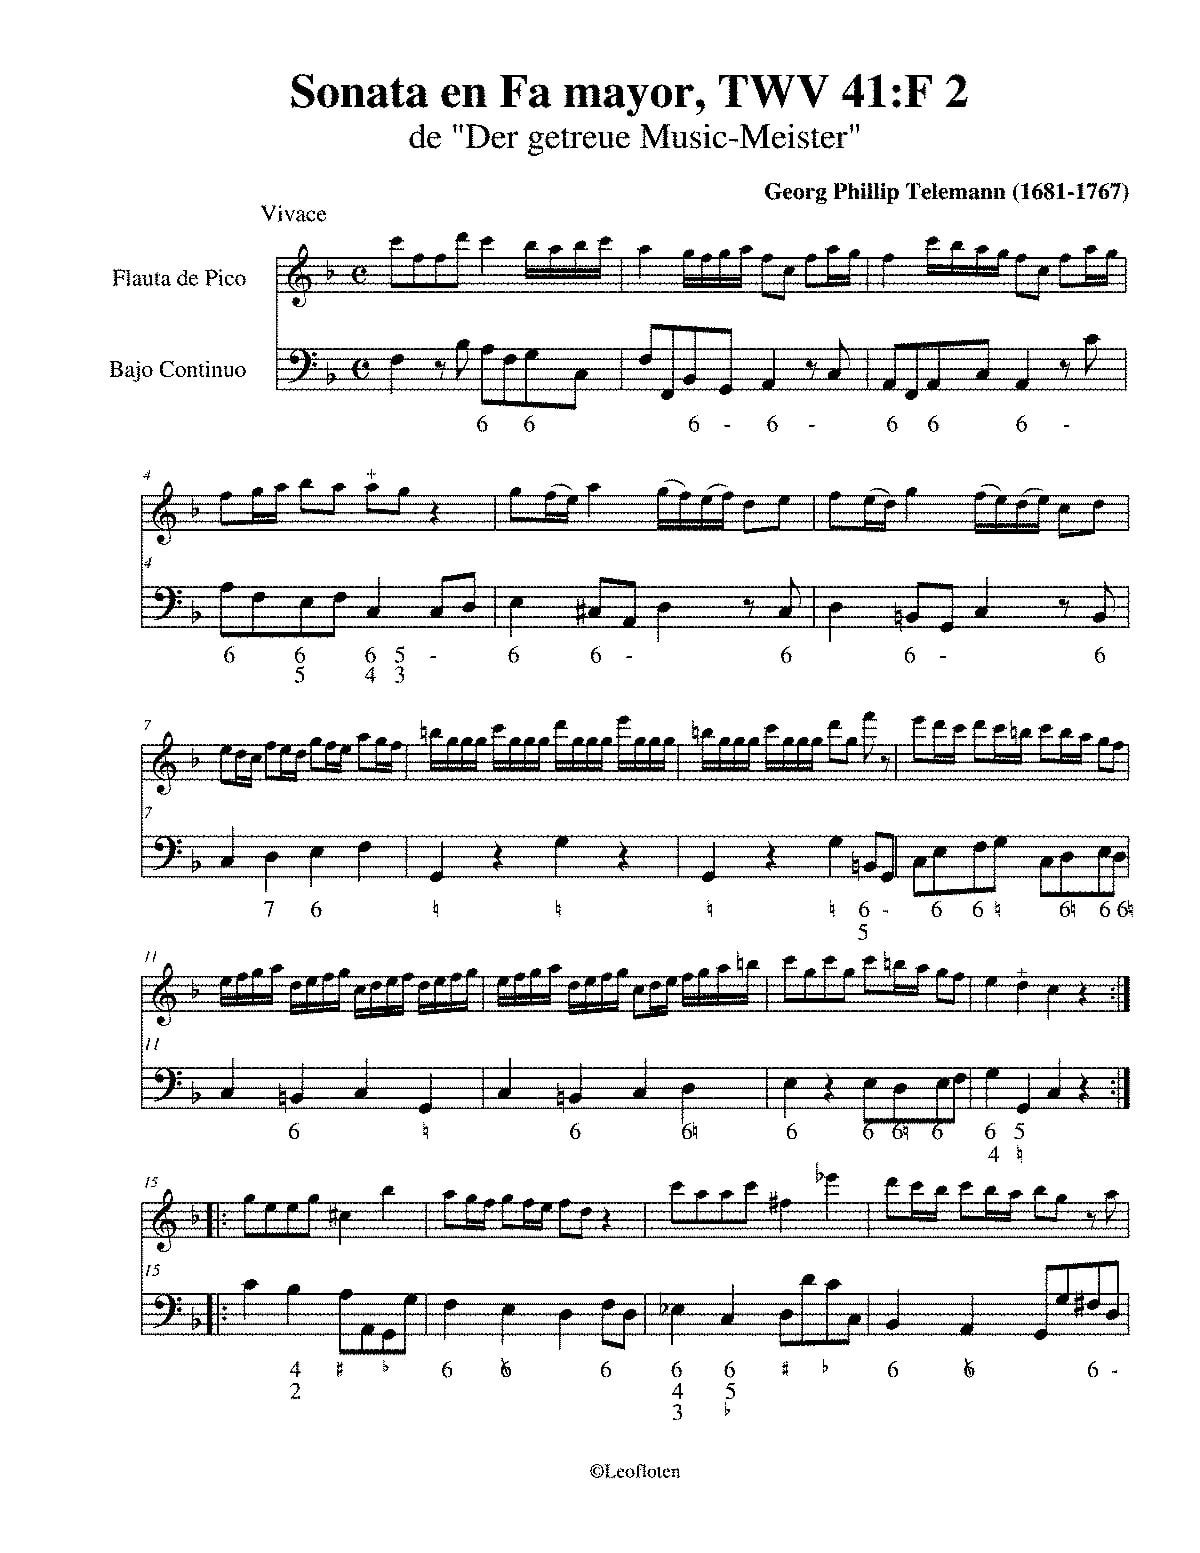 Sonata en Fa mayor, TWV 41:F 2
de "Der getreue Music-Meister"
Georg Phillip Telemann (1681-1767)
Vivace
Flauta de Pico
Bajo Continuo
6 6 6 - 6 - 6 6 6 -
4
4
6 6 6 5 - 6 6 - 6 6 - 6
5 4 3
7
7
7 6 ♮ ♮ ♮ ♮ 6 - 6 6 ♮ 6♮ 6 6♮
5
11
11
6 ♮ 6 6♮ 6 6 6♮ 6 6 5
4 ♮
15
15
4 ♯ ♭ 6 6 6 6 6 ♯ ♭ 6 6 6 -
2 4 5
3 ♭
©Leofloten